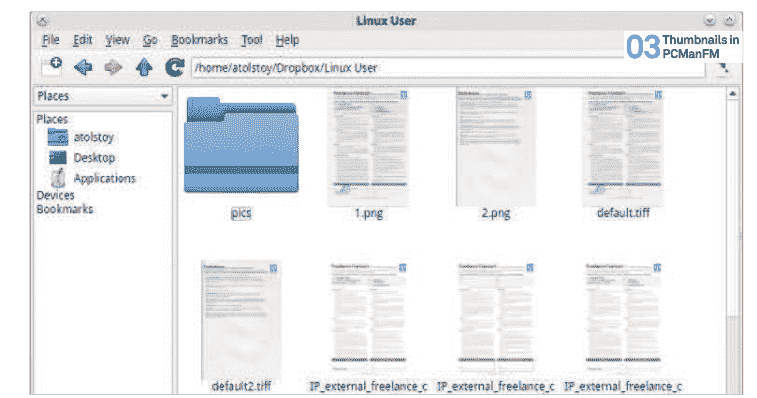 Linux User
File Edit View Go Bookmarks Tool Help
03 Thumbnails in
PCManFM
/home/atolstoy/Dropbox/Linux User
Places
Places
atolstoy
Desktop
Applications
Devices
Bookmarks
pics
1.png
2.png
default.tiff
default2.tiff
IP_external_freelance_c
IP_external_freelance_c
IP_external_freelance_c